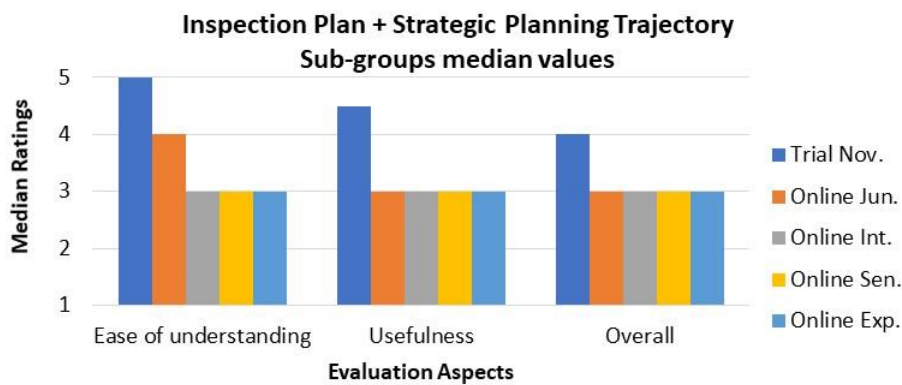 Inspection Plan + Strategic Planning Trajectory
Sub-groups median values
Median Ratings
5
4
3
2
1
Ease of understanding
Usefulness
Overall
Evaluation Aspects
Trial Nov.
Online Jun.
Online Int.
Online Sen.
Online Exp.